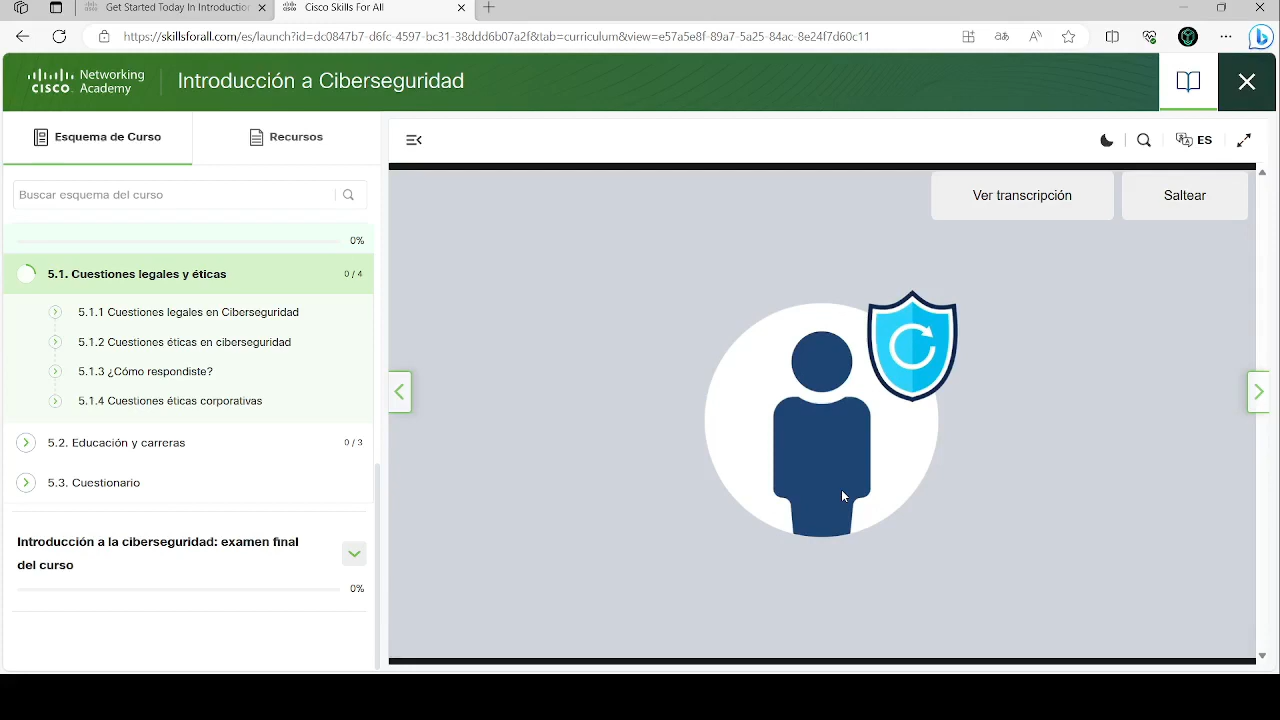 Get Started Today In Introduction
Cisco Skills For All
https://skillsforall.com/es/launch?id=dc0847b7-d6fc-4597-bc31-38ddd6b07a2f&tab=curriculum&view=e57a5e8f-89a7-5a25-84ac-8e24f7d60c11
Networking
CISCO Academy
Introducción a Ciberseguridad
Esquema de Curso
Recursos
ES
Buscar esquema del curso
Ver transcripción
Saltear
0%
5.1. Cuestiones legales y éticas
0 / 4
5.1.1 Cuestiones legales en Ciberseguridad
5.1.2 Cuestiones éticas en ciberseguridad
5.1.3 ¿Cómo respondiste?
5.1.4 Cuestiones éticas corporativas
5.2. Educación y carreras
0 / 3
5.3. Cuestionario
Introducción a la ciberseguridad: examen final
del curso
0%